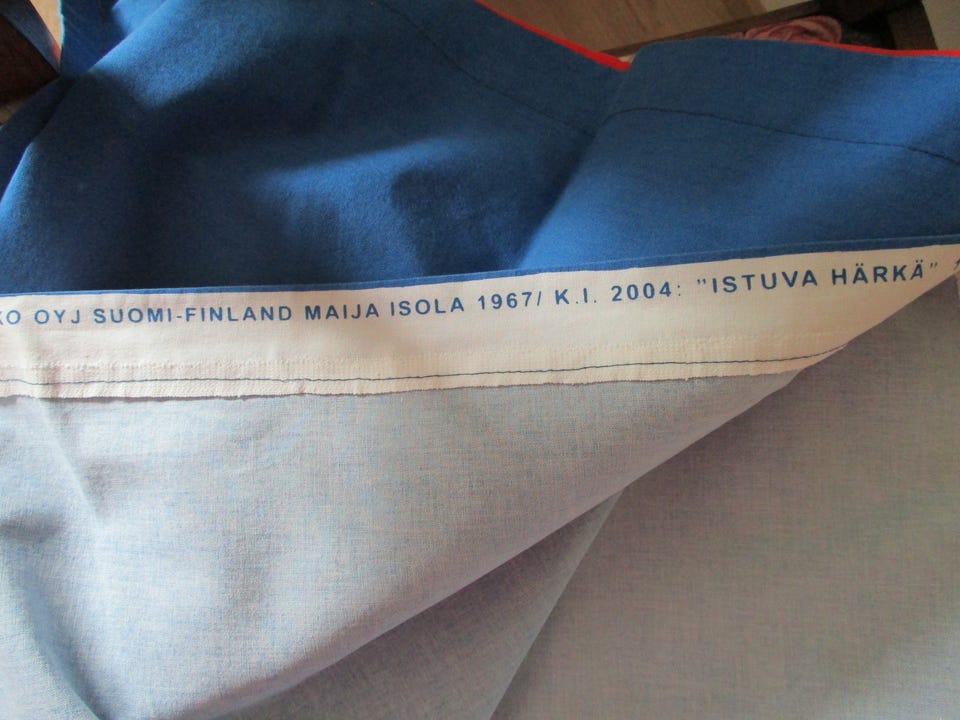 KO OYJ SUOMI-FINLAND MAIJA ISOLA 1967/ K.I. 2004: "ISTUVA HÄRKÄ"